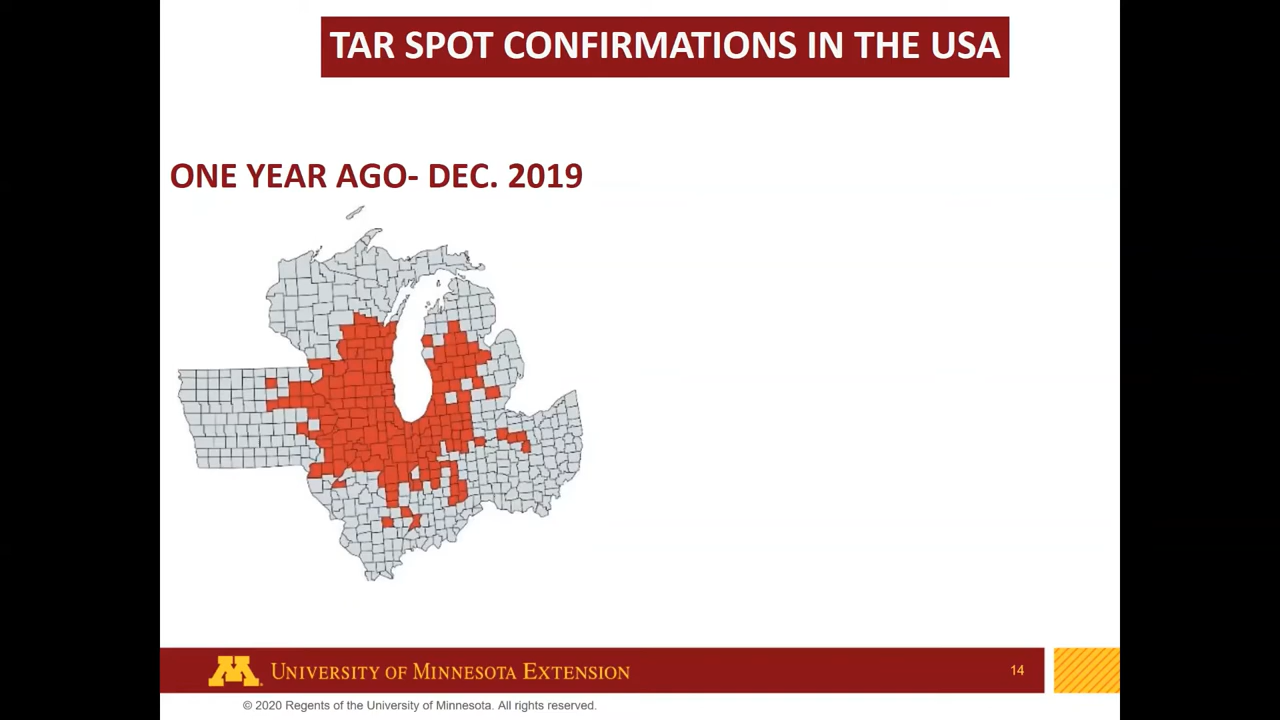 TAR SPOT CONFIRMATIONS IN THE USA
ONE YEAR AGO- DEC. 2019
M
UNIVERSITY OF MINNESOTA EXTENSION
14
© 2020 Regents of the University of Minnesota. All rights reserved.